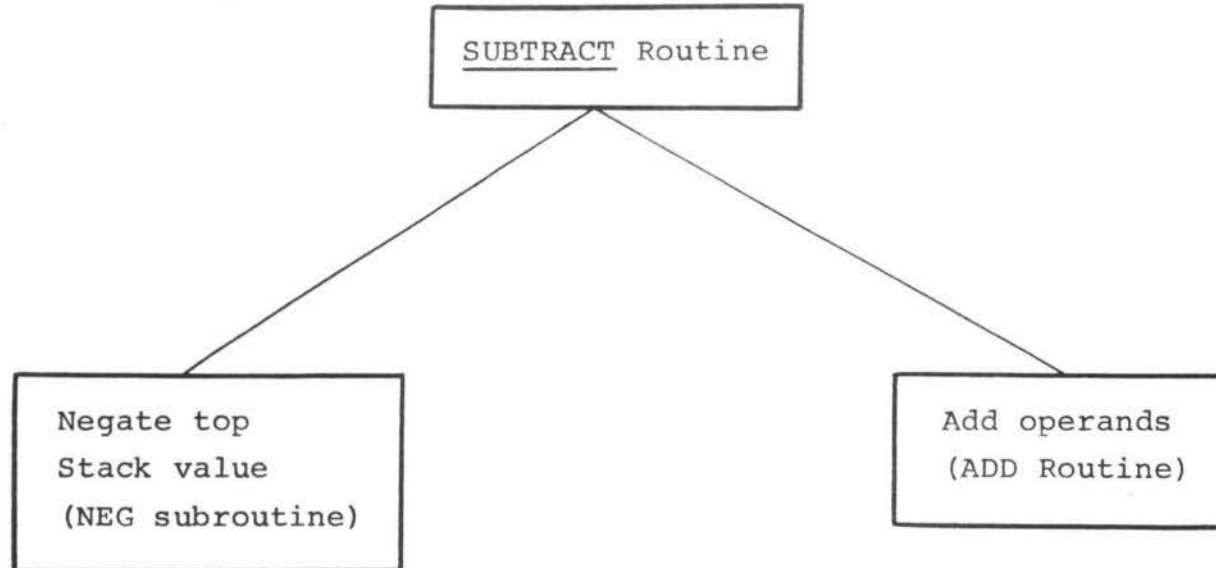 SUBTRACT Routine
Negate top
Stack value
(NEG subroutine)
Add operands
(ADD Routine)